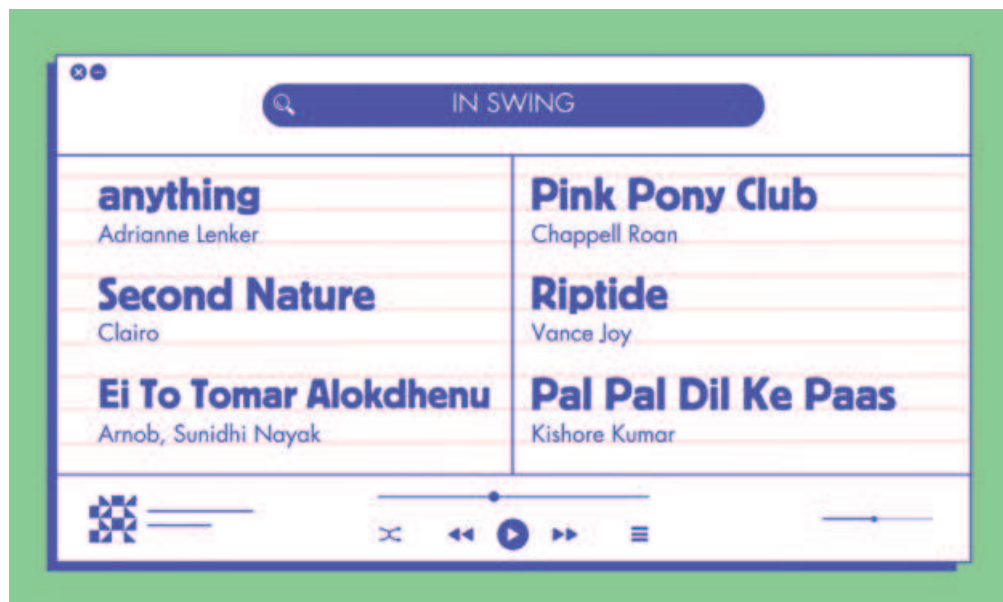 IN SWING
anything
Adrianne Lenker
Second Nature
Clairo
Ei To Tomar Alokdhenu
Arnob, Sunidhi Nayak
Pink Pony Club
Chappell Roan
Riptide
Vance Joy
Pal Pal Dil Ke Paas
Kishore Kumar